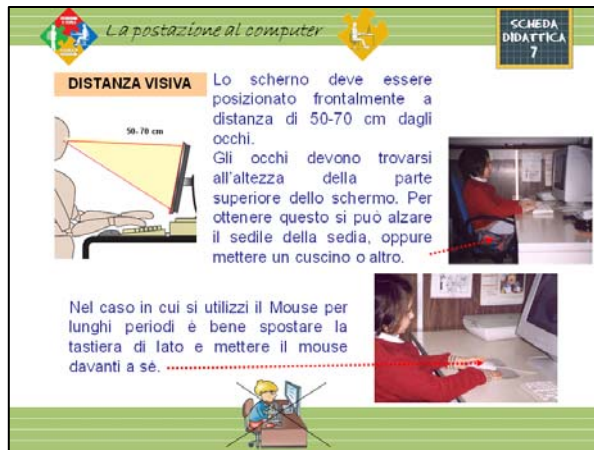 La postazione al computer
SCHEDA
DIDATTICA
7
DISTANZA VISIVA
50-70 cm
Lo scherno deve essere
posizionato frontalmente a
distanza di 50-70 cm dagli
occhi.
Gli occhi devono trovarsi
all'altezza della parte
superiore dello schermo. Per
ottenere questo si può alzare
il sedile della sedia, oppure
mettere un cuscino o altro.
Nel caso in cui si utilizzi il Mouse per
lunghi periodi è bene spostare la
tastiera di lato e mettere il mouse
davanti a sè.